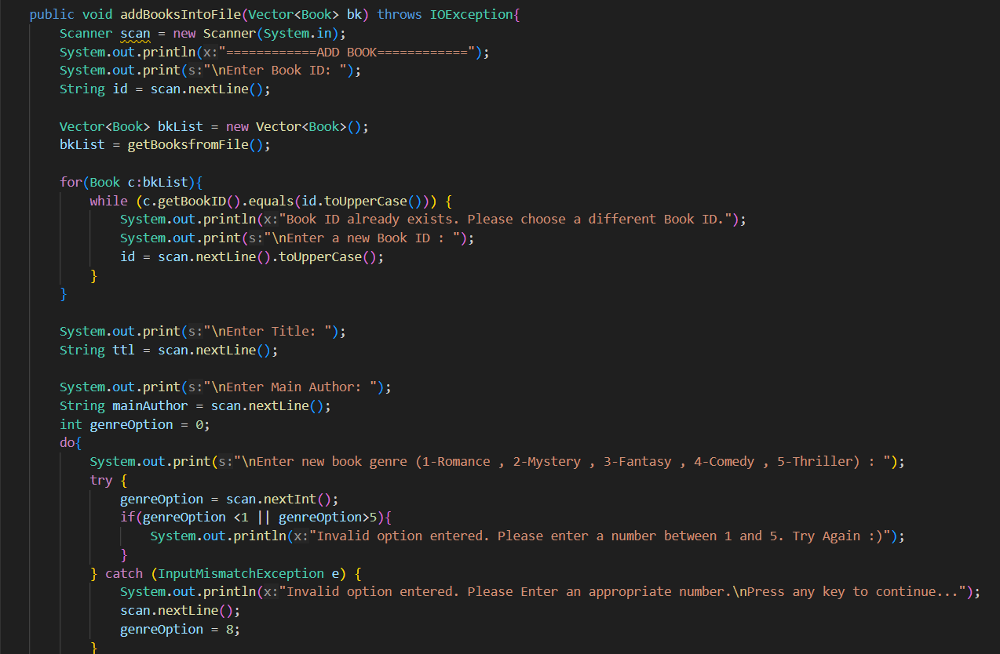 public void addBooksIntoFile(Vector<Book> bk) throws IOException{
Scanner scan = new Scanner(System.in);
System.out.println(x:"============ADD BOOK============");
System.out.print(s:"\nEnter Book ID: ");
String id = scan.nextLine();
Vector<Book> bkList = new Vector<Book>();
bkList = getBooksfromFile();
for(Book c:bkList){
while (c.getBookID().equals(id.toUpperCase())) {
System.out.println(x:"Book ID already exists. Please choose a different Book ID.");
System.out.print(s:"\nEnter a new Book ID : ");
id = scan.nextLine().toUpperCase();
}
}
System.out.print(s:"\nEnter Title: ");
String ttl = scan.nextLine();
System.out.print(s:"\nEnter Main Author: ");
String mainAuthor = scan.nextLine();
int genreOption = 0;
do{
System.out.print(s:"\nEnter new book genre (1-Romance , 2-Mystery , 3-Fantasy , 4-Comedy , 5-Thriller) : ");
try {
genreOption = scan.nextInt();
if(genreOption <1 || genreOption>5){
System.out.println(x:"Invalid option entered. Please enter a number between 1 and 5. Try Again :)");
}
} catch (InputMismatchException e) {
System.out.println(x:"Invalid option entered. Please Enter an appropriate number.\nPress any key to continue...");
scan.nextLine();
genreOption = 8;
}